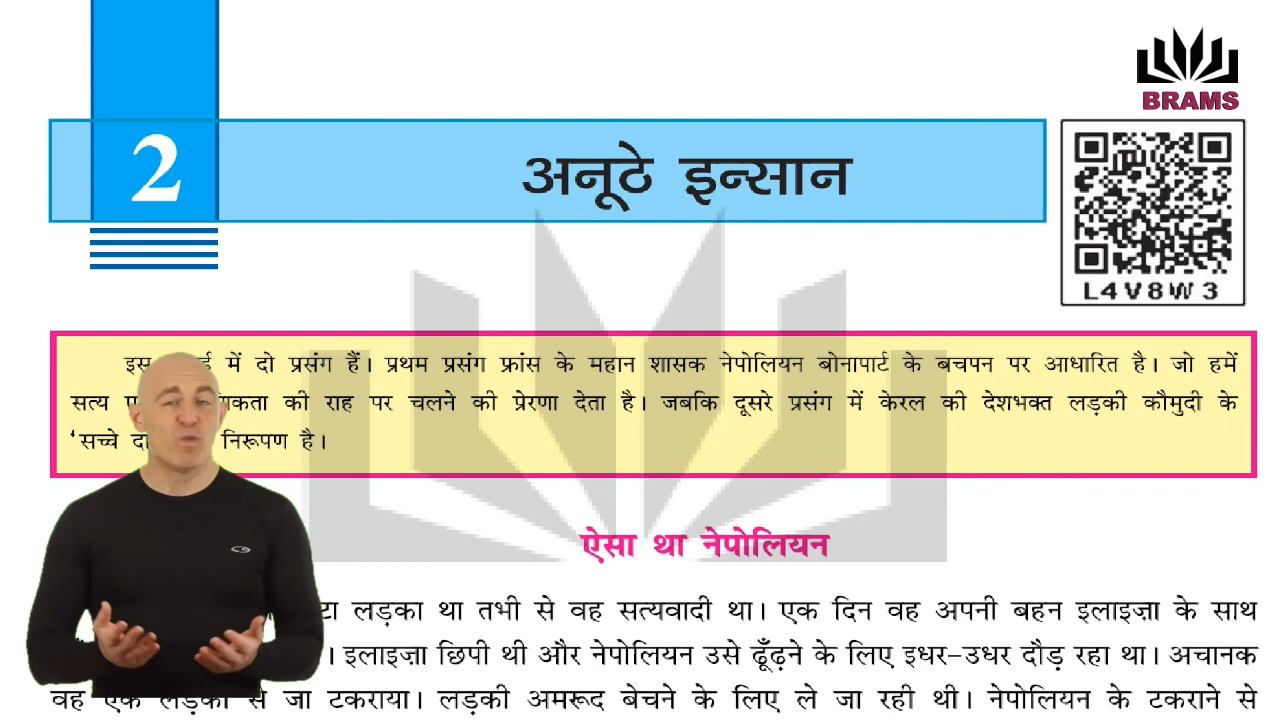 BRAMS
2
अनूठे इन्सान
L4V8W3
में दो प्रसंग हैं। प्रथम प्रसंग फ्रांस के महान शासक नेपोलियन बोनापार्ट के बचपन पर आधारित है। जो हमें
सत्य की राह पर चलने की प्रेरणा देता है। जबकि दूसरे प्रसंग में केरल की देशभक्त लड़की कौमुदी के
‘सच्चे निरूपण है।
ऐसा था नेपोलियन
लड़का था तभी से वह सत्यवादी था। एक दिन वह अपनी बहन इलाइज़ा के साथ
। इलाइज़ा छिपी थी और नेपोलियन उसे ढूँढ़ने के लिए इधर-उधर दौड़ रहा था। अचानक
वह एक लड़की से जा टकराया। लड़की अमरूद बेचने के लिए ले जा रही थी। नेपोलियन के टकराने से